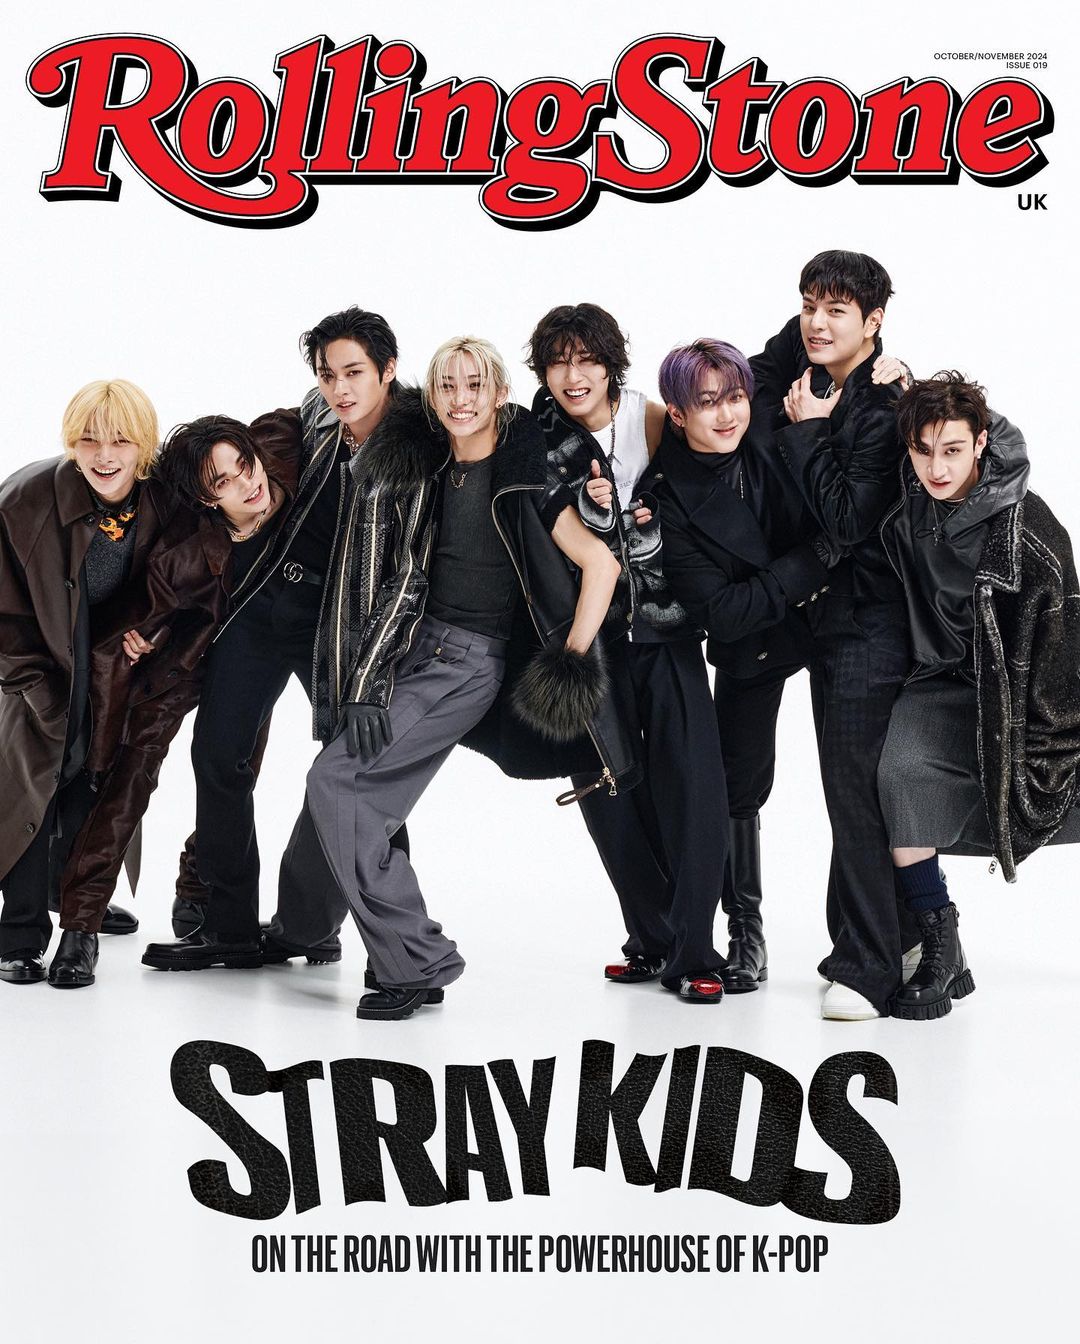 OCTOBER/NOVEMBER 2024
ISSUE 019
RollingStone
UK
STRAY KIDS
ON THE ROAD WITH THE POWERHOUSE OF K-POP